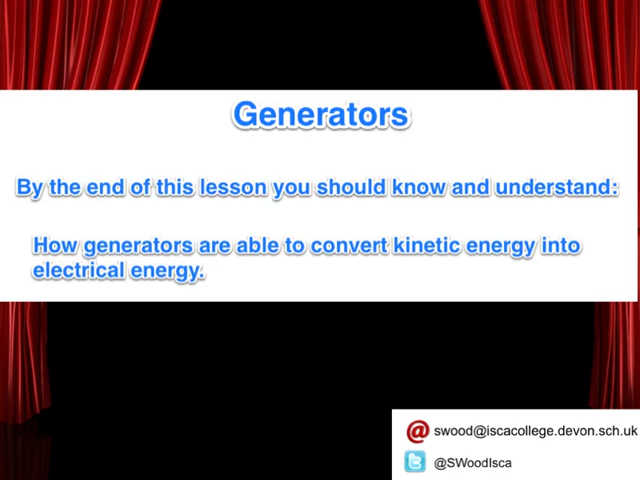 Generators
By the end of this lesson you should know and understand:
How generators are able to convert kinetic energy into
electrical energy.
swood@iscacollege.devon.sch.uk
@SWoodIsca